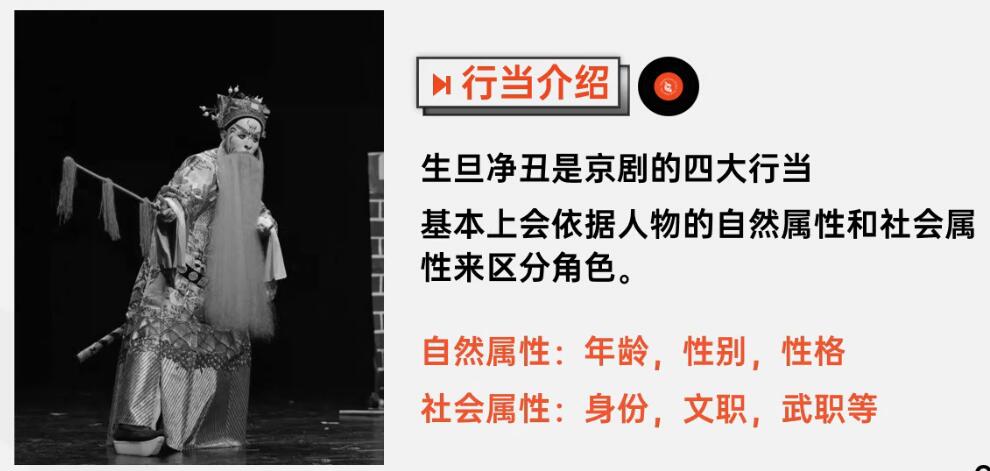 行当介绍
生旦净丑是京剧的四大行当
基本上会依据人物的自然属性和社会属
性来区分角色。
自然属性：年龄，性别，性格
社会属性：身份，文职，武职等